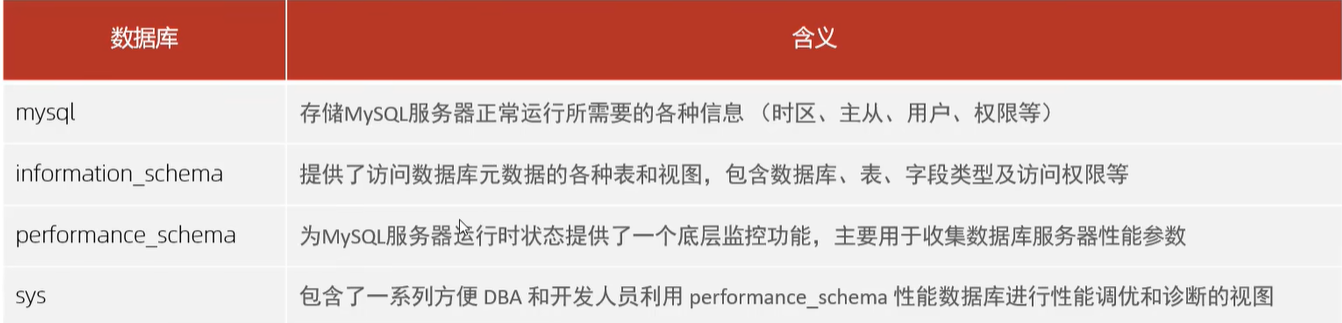 数据库 含义
mysql 存储MySQL服务器正常运行所需要的各种信息 （时区、主从、用户、权限等）
information_schema 提供了访问数据库元数据的各种表和视图，包含数据库、表、字段类型及访问权限等
performance_schema 为MySQL服务器运行时状态提供了一个底层监控功能，主要用于收集数据库服务器性能参数
sys 包含了一系列方便 DBA 和开发人员利用 performance_schema 性能数据库进行性能调优和诊断的视图